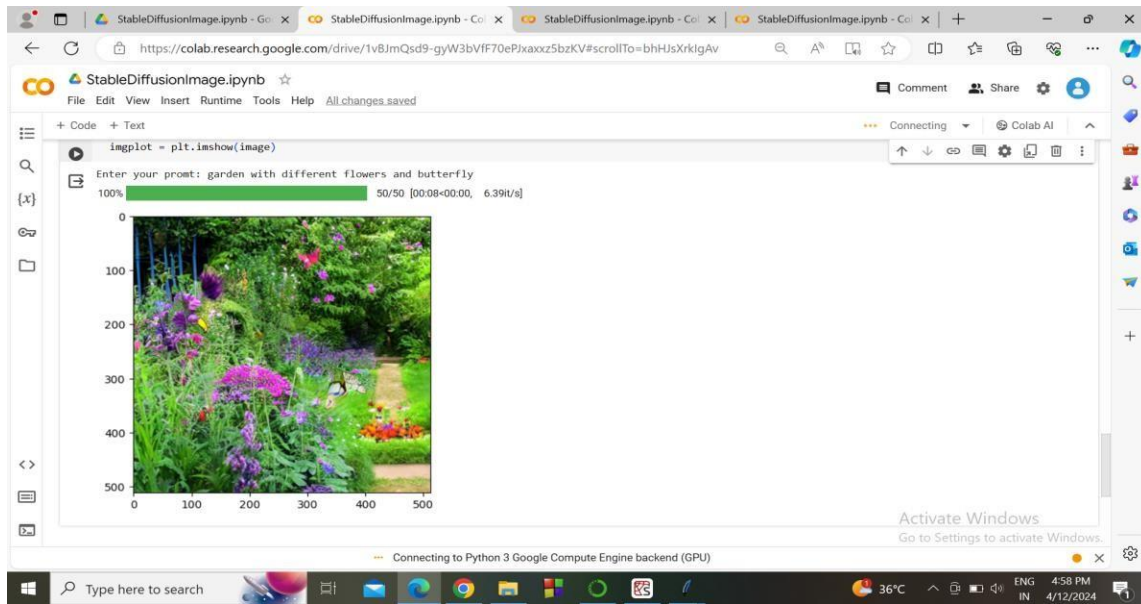 StableDiffusionImage.ipynb - Goo
StableDiffusionImage.ipynb - Col
StableDiffusionImage.ipynb - Col
StableDiffusionImage.ipynb - Col
https://colab.research.google.com/drive/1vBJmQsd9-gyW3bVfF70ePJxaxxz5bzKV#scrollTo=bhHJsXrkIgAv
StableDiffusionImage.ipynb
Comment Share
File Edit View Insert Runtime Tools Help All changes saved
+ Code + Text Connecting Colab AI
imgplot = plt.imshow(image)
Enter your promt: garden with different flowers and butterfly
100% 50/50 [00:08<00:00, 6.39it/s]
{x}
0
100
200
300
400
500
0 100 200 300 400 500
Activate Windows
Go to Settings to activate Windows.
Connecting to Python 3 Google Compute Engine backend (GPU)
Type here to search
36°C
ENG
IN
4:58 PM
4/12/2024
1